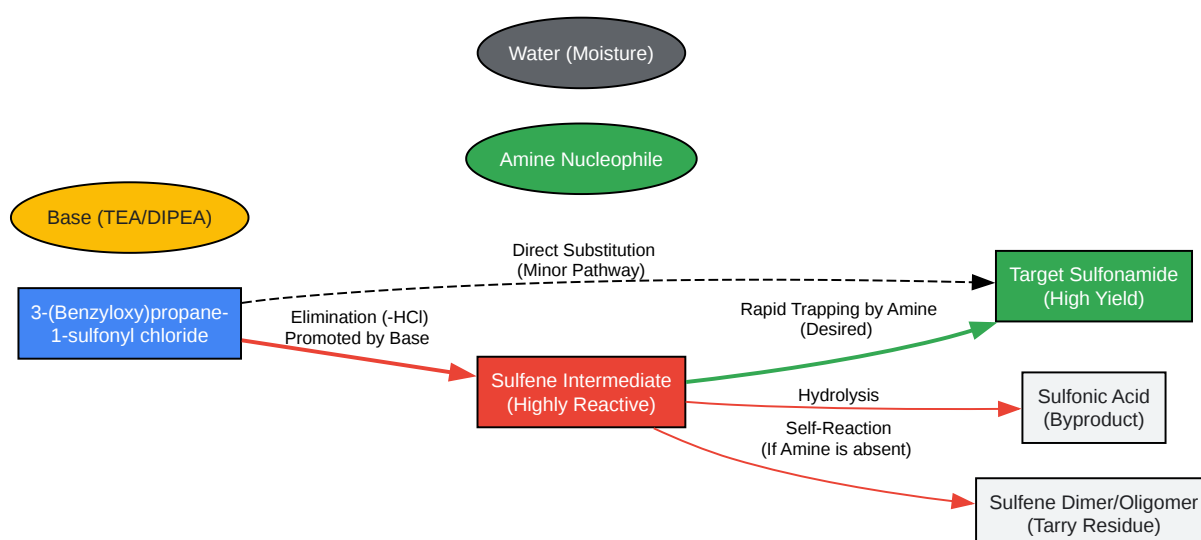 Water (Moisture)
Amine Nucleophile
Base (TEA/DIPEA)
Direct Substitution
(Minor Pathway)
Target Sulfonamide
(High Yield)
3-(Benzyloxy)propane-
1-sulfonyl chloride
Elimination (-HCl)
Promoted by Base
Rapid Trapping by Amine
(Desired)
Sulfene Intermediate
(Highly Reactive)
Hydrolysis
Sulfonic Acid
(Byproduct)
Self-Reaction
(If Amine is absent)
Sulfene Dimer/Oligomer
(Tarry Residue)